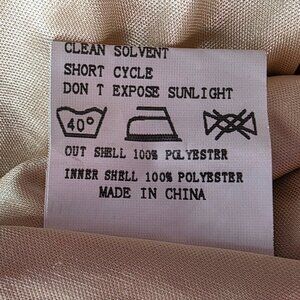 CLEAN SOLVENT
SHORT CYCLE
DON T EXPOSE SUNLIGHT
40°
OUT SHELL 100% POLYESTER
INNER SHELL 100% POLYESTER
MADE IN CHINA